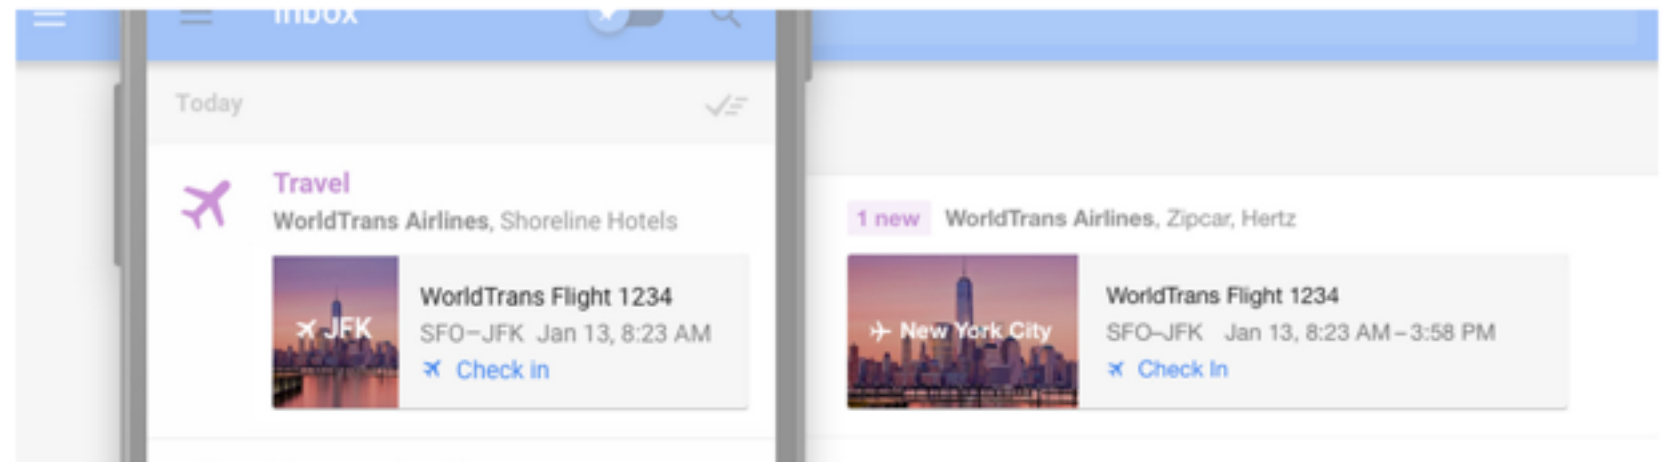 Inbox
Today
Travel
WorldTrans Airlines, Shoreline Hotels
JFK
WorldTrans Flight 1234
SFO–JFK Jan 13, 8:23 AM
Check in
1 new WorldTrans Airlines, Zipcar, Hertz
New York City
WorldTrans Flight 1234
SFO–JFK Jan 13, 8:23 AM – 3:58 PM
Check In